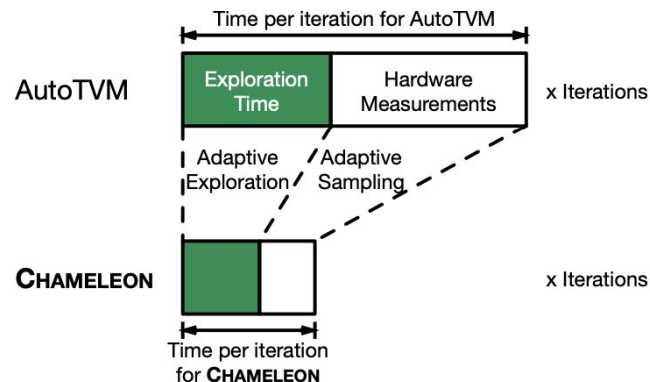 Time per iteration for AutoTVM
AutoTVM
Exploration
Time
Hardware
Measurements
x Iterations
Adaptive
Exploration
Adaptive
Sampling
CHAMELEON
x Iterations
Time per iteration
for CHAMELEON